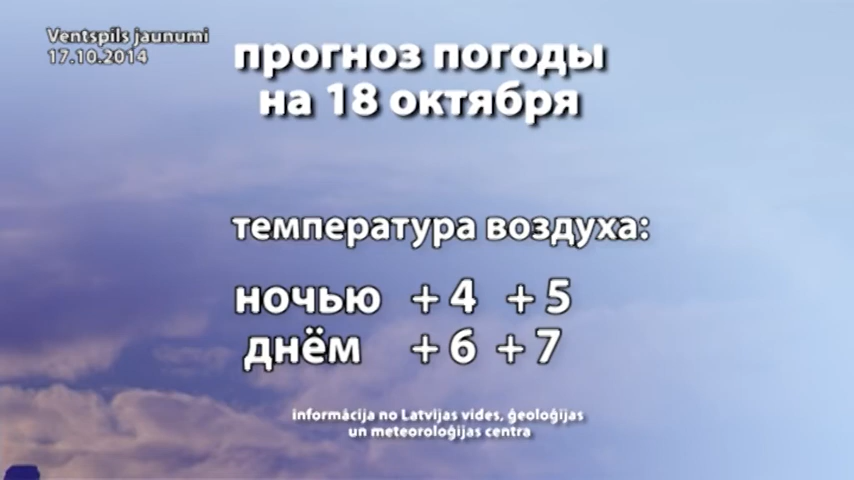 Ventspils jaunumi
17.10.2014
прогноз погоды
на 18 октября
температура воздуха:
ночью +4 +5
днём +6 +7
informācija no Latvijas vides, ģeoloģijas
un meteoroloģijas centra